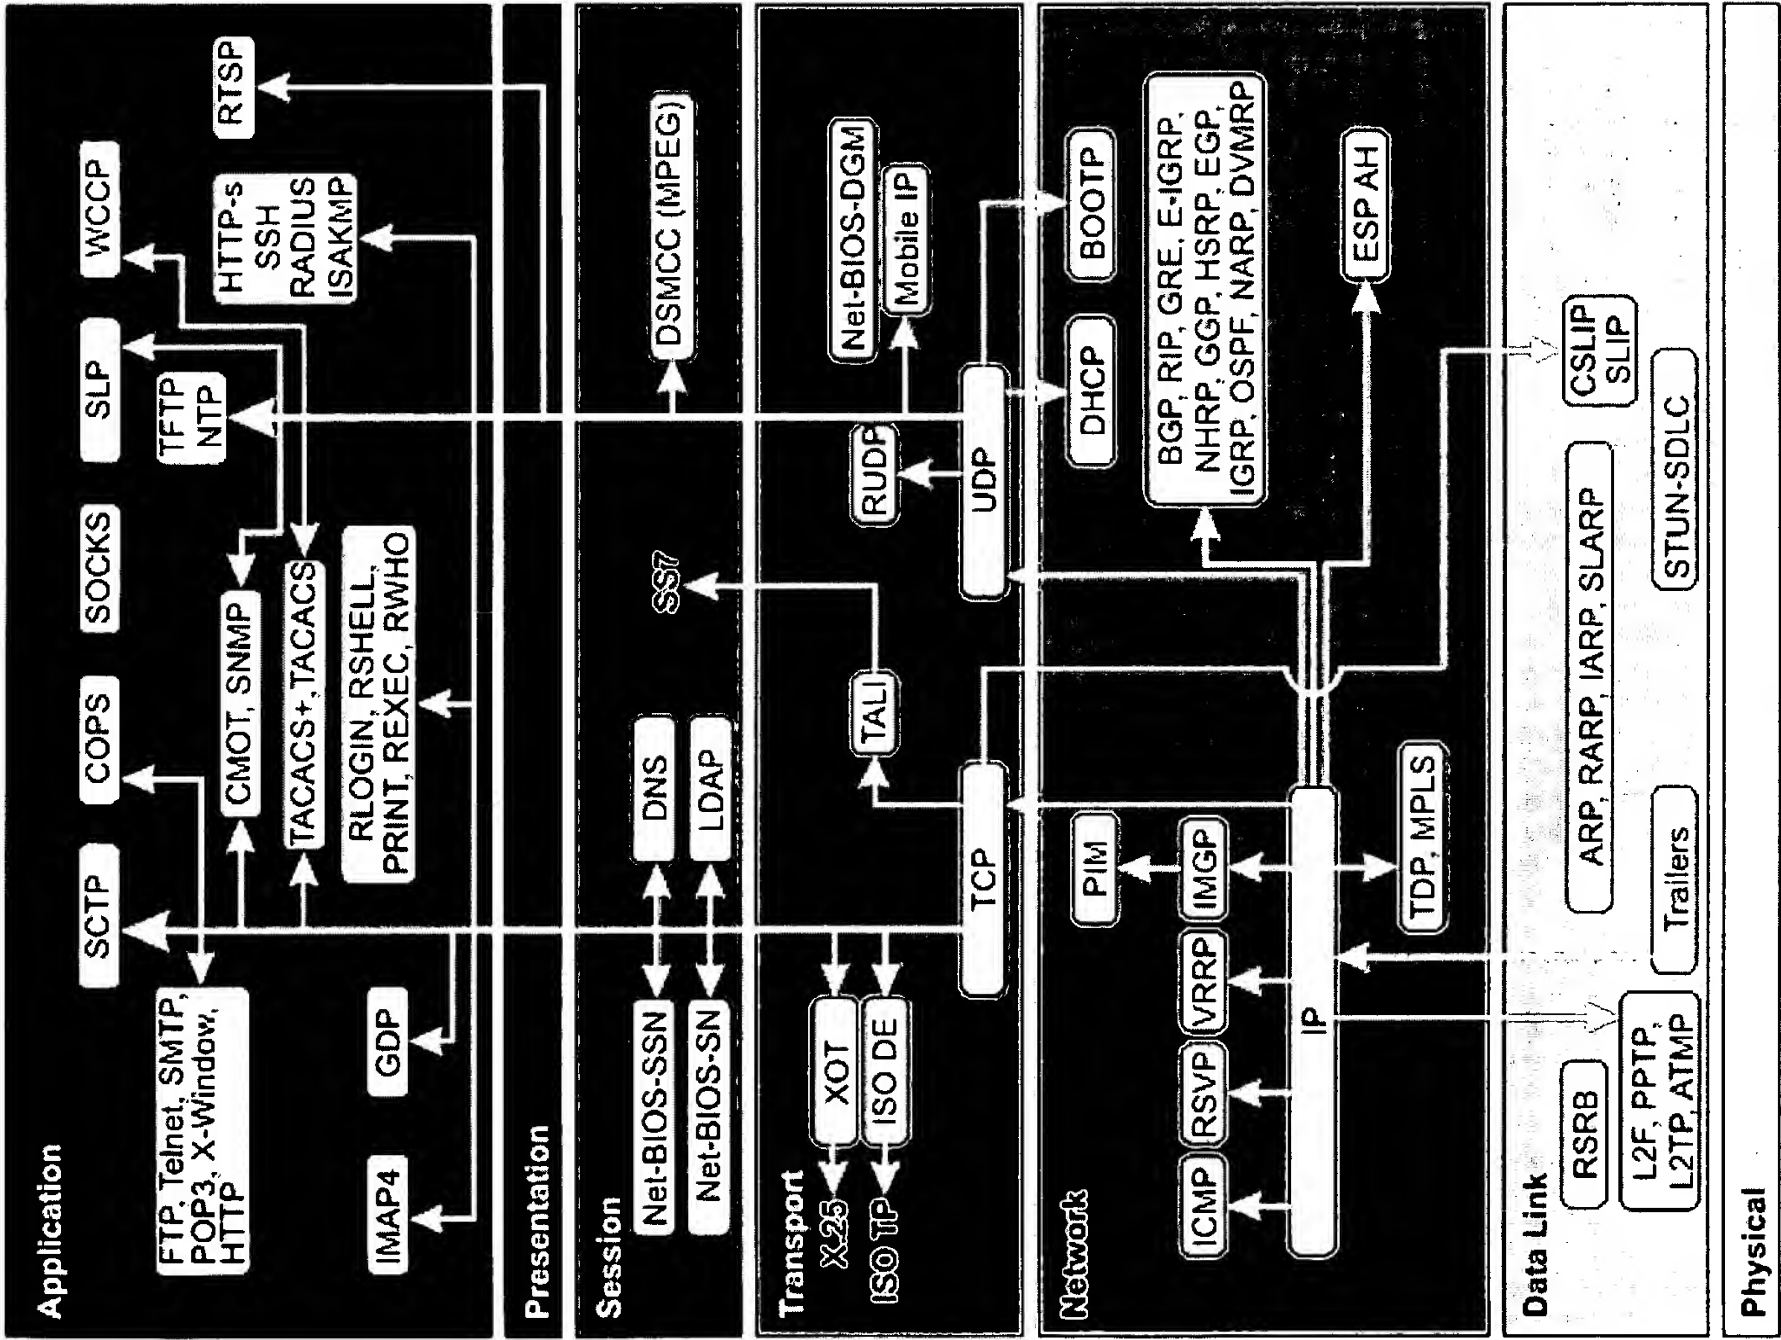 Application
SCTP
COPS
SOCKS
SLP
WCCP
FTP, Telnet, SMTP,
POP3, X-Window,
HTTP
CMOT, SNMP
TFTP
NTP
HTTP-s
SSH
RADIUS
ISAKMP
RTSP
TACACS+,TACACS
IMAP4
GDP
RLOGIN, RSHELL,
PRINT, REXEC, RWHO
Presentation
Session
Net-BIOS-SSN
DNS
SS7
DSMCC (MPEG)
Net-BIOS-SN
LDAP
Transport
X.25
XOT
ISO TP
ISO DE
TALI
RUDP
Net-BIOS-DGM
Mobile IP
TCP
UDP
Network
PIM
DHCP
BOOTP
ICMP
RSVP
VRRP
IMGP
BGP, RIP, GRE, E-IGRP,
NHRP, GGP, HSRP, EGP,
IGRP, OSPF, NARP, DVMRP
IP
TDP, MPLS
ESP AH
Data Link
RSRB
ARP, RARP, IARP, SLARP
CSLIP
SLIP
L2F, PPTP,
L2TP, ATMP
Trailers
STUN-SDLC
Physical